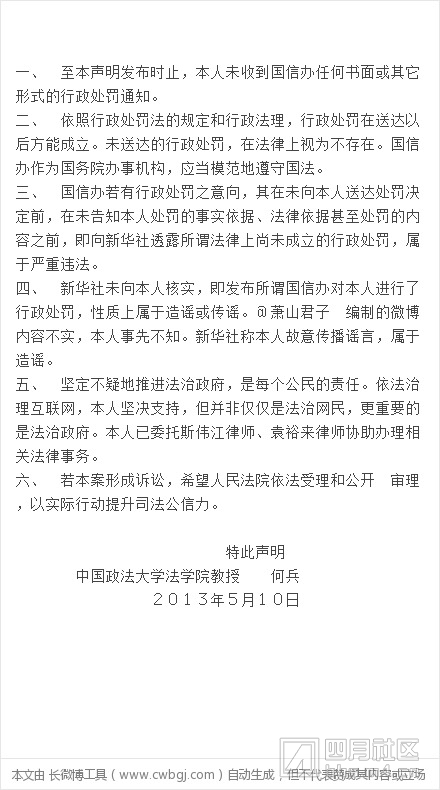 一、　至本声明发布时止，本人未收到国信办任何书面或其它
形式的行政处罚通知。
二、　依照行政处罚法的规定和行政法理，行政处罚在送达以
后方能成立。未送达的行政处罚，在法律上视为不存在。国信
办作为国务院办事机构，应当模范地遵守国法。
三、　国信办若有行政处罚之意向，其在未向本人送达处罚决
定前，在未告知本人处罚的事实依据、法律依据甚至处罚的内
容之前，即向新华社透露所谓法律上尚未成立的行政处罚，属
于严重违法。
四、　新华社未向本人核实，即发布所谓国信办对本人进行了
行政处罚，性质上属于造谣或传谣。@萧山君子　编制的微博
内容不实，本人事先不知。新华社称本人故意传播谣言，属于
造谣。
五、　坚定不疑地推进法治政府，是每个公民的责任。依法治
理互联网，本人坚决支持，但并非仅仅是法治网民，更重要的
是法治政府。本人已委托斯伟江律师、袁裕来律师协助办理相
关法律事务。
六、　若本案形成诉讼，希望人民法院依法受理和公开　审理
，以实际行动提升司法公信力。
特此声明
中国政法大学法学院教授　　何兵
２０１３年５月１０日
四月社区
本文由 长微博工具（www.cwbgj.com）自动生成，但不代表赞成其内容或立场